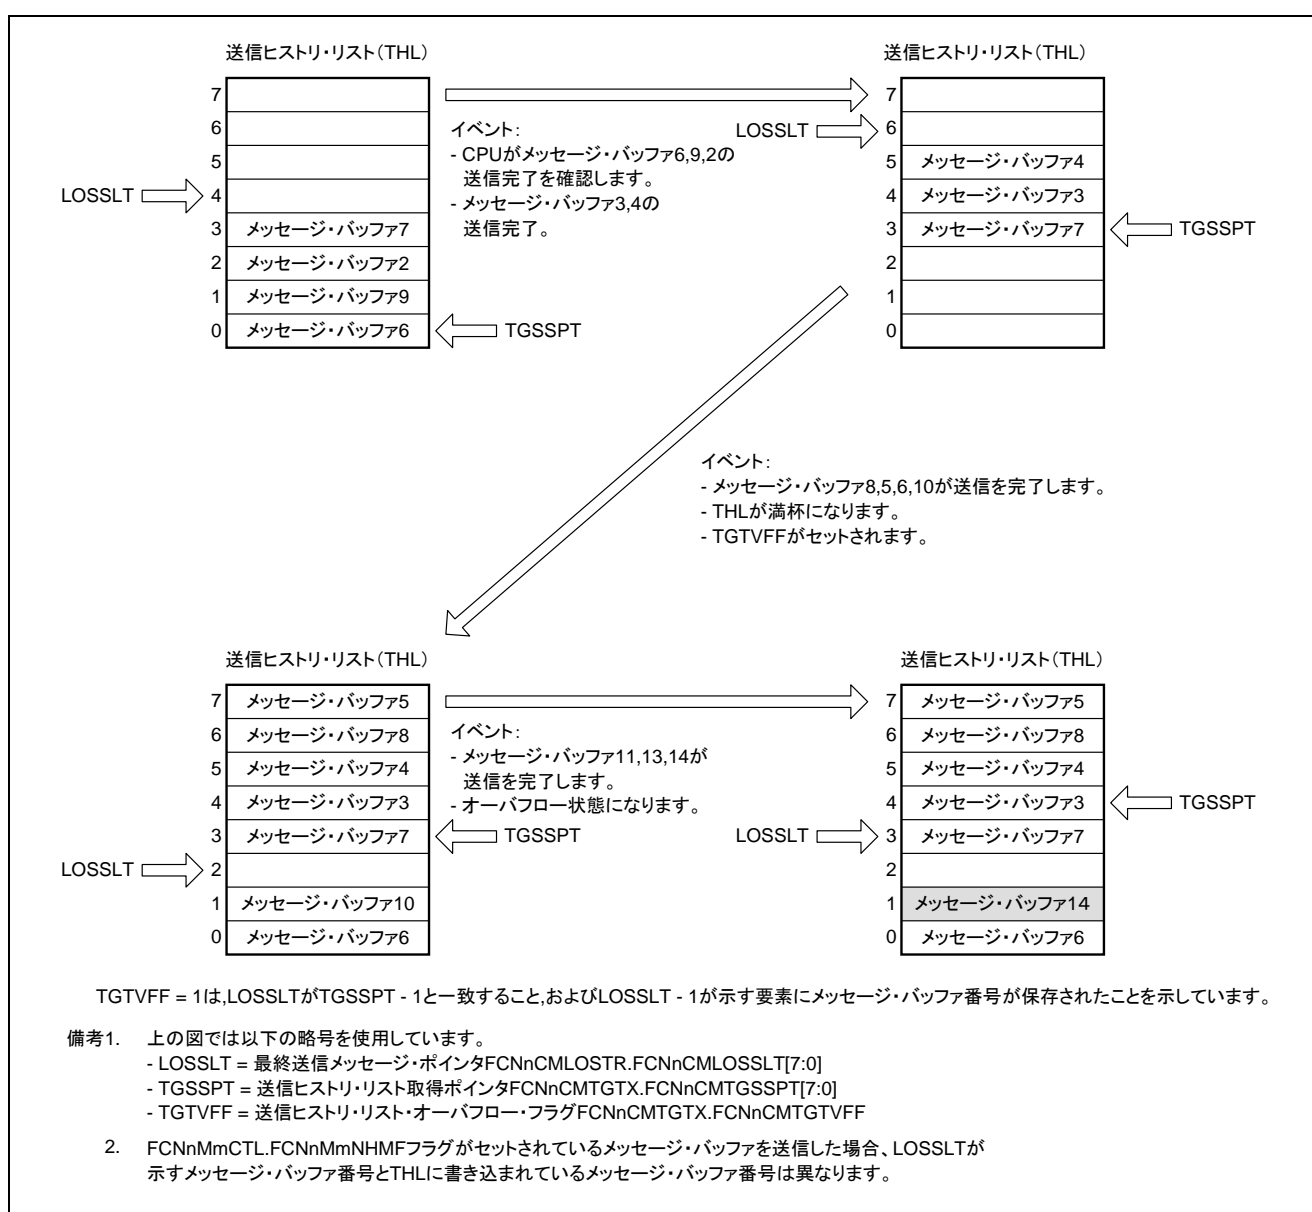 送信ヒストリ・リスト(THL)
7
6
5
4
3 メッセージ・バッファ7
2 メッセージ・バッファ2
1 メッセージ・バッファ9
0 メッセージ・バッファ6
LOSSLT
TGSSPT
イベント:
- CPUがメッセージ・バッファ6,9,2の
送信完了を確認します。
- メッセージ・バッファ3,4の
送信完了。
送信ヒストリ・リスト(THL)
7
6
5 メッセージ・バッファ4
4 メッセージ・バッファ3
3 メッセージ・バッファ7
2
1
0
LOSSLT
TGSSPT
イベント:
- メッセージ・バッファ8,5,6,10が送信を完了します。
- THLが満杯になります。
- TGTVFFがセットされます。
送信ヒストリ・リスト(THL)
7 メッセージ・バッファ5
6 メッセージ・バッファ8
5 メッセージ・バッファ4
4 メッセージ・バッファ3
3 メッセージ・バッファ7
2
1 メッセージ・バッファ10
0 メッセージ・バッファ6
LOSSLT
TGSSPT
イベント:
- メッセージ・バッファ11,13,14が
送信を完了します。
- オーバフロー状態になります。
送信ヒストリ・リスト(THL)
7 メッセージ・バッファ5
6 メッセージ・バッファ8
5 メッセージ・バッファ4
4 メッセージ・バッファ3
3 メッセージ・バッファ7
2
1 メッセージ・バッファ14
0 メッセージ・バッファ6
LOSSLT
TGSSPT
TGTVFF = 1は,LOSSLTがTGSSPT - 1と一致すること,およびLOSSLT - 1が示す要素にメッセージ・バッファ番号が保存されたことを示しています。
備考1. 上の図では以下の略号を使用しています。
- LOSSLT = 最終送信メッセージ・ポインタFCNnCMLOSTR.FCNnCMLOSSLT[7:0]
- TGSSPT = 送信ヒストリ・リスト取得ポインタFCNnCMTGTX.FCNnCMTGSSPT[7:0]
- TGTVFF = 送信ヒストリ・リスト・オーバフロー・フラグFCNnCMTGTX.FCNnCMTGTVFF
2. FCNnMmCTL.FCNnMmNHMFフラグがセットされているメッセージ・バッファを送信した場合、LOSSLTが
示すメッセージ・バッファ番号とTHLに書き込まれているメッセージ・バッファ番号は異なります。